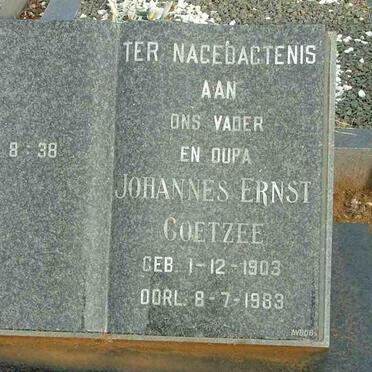 8:38
TER NAGEDAGTENIS
AAN
ONS VADER
EN OUPA
JOHANNES ERNST
COETZEE
GEB. 1-12-1903
OORL. 8-7-1983
AVBOB